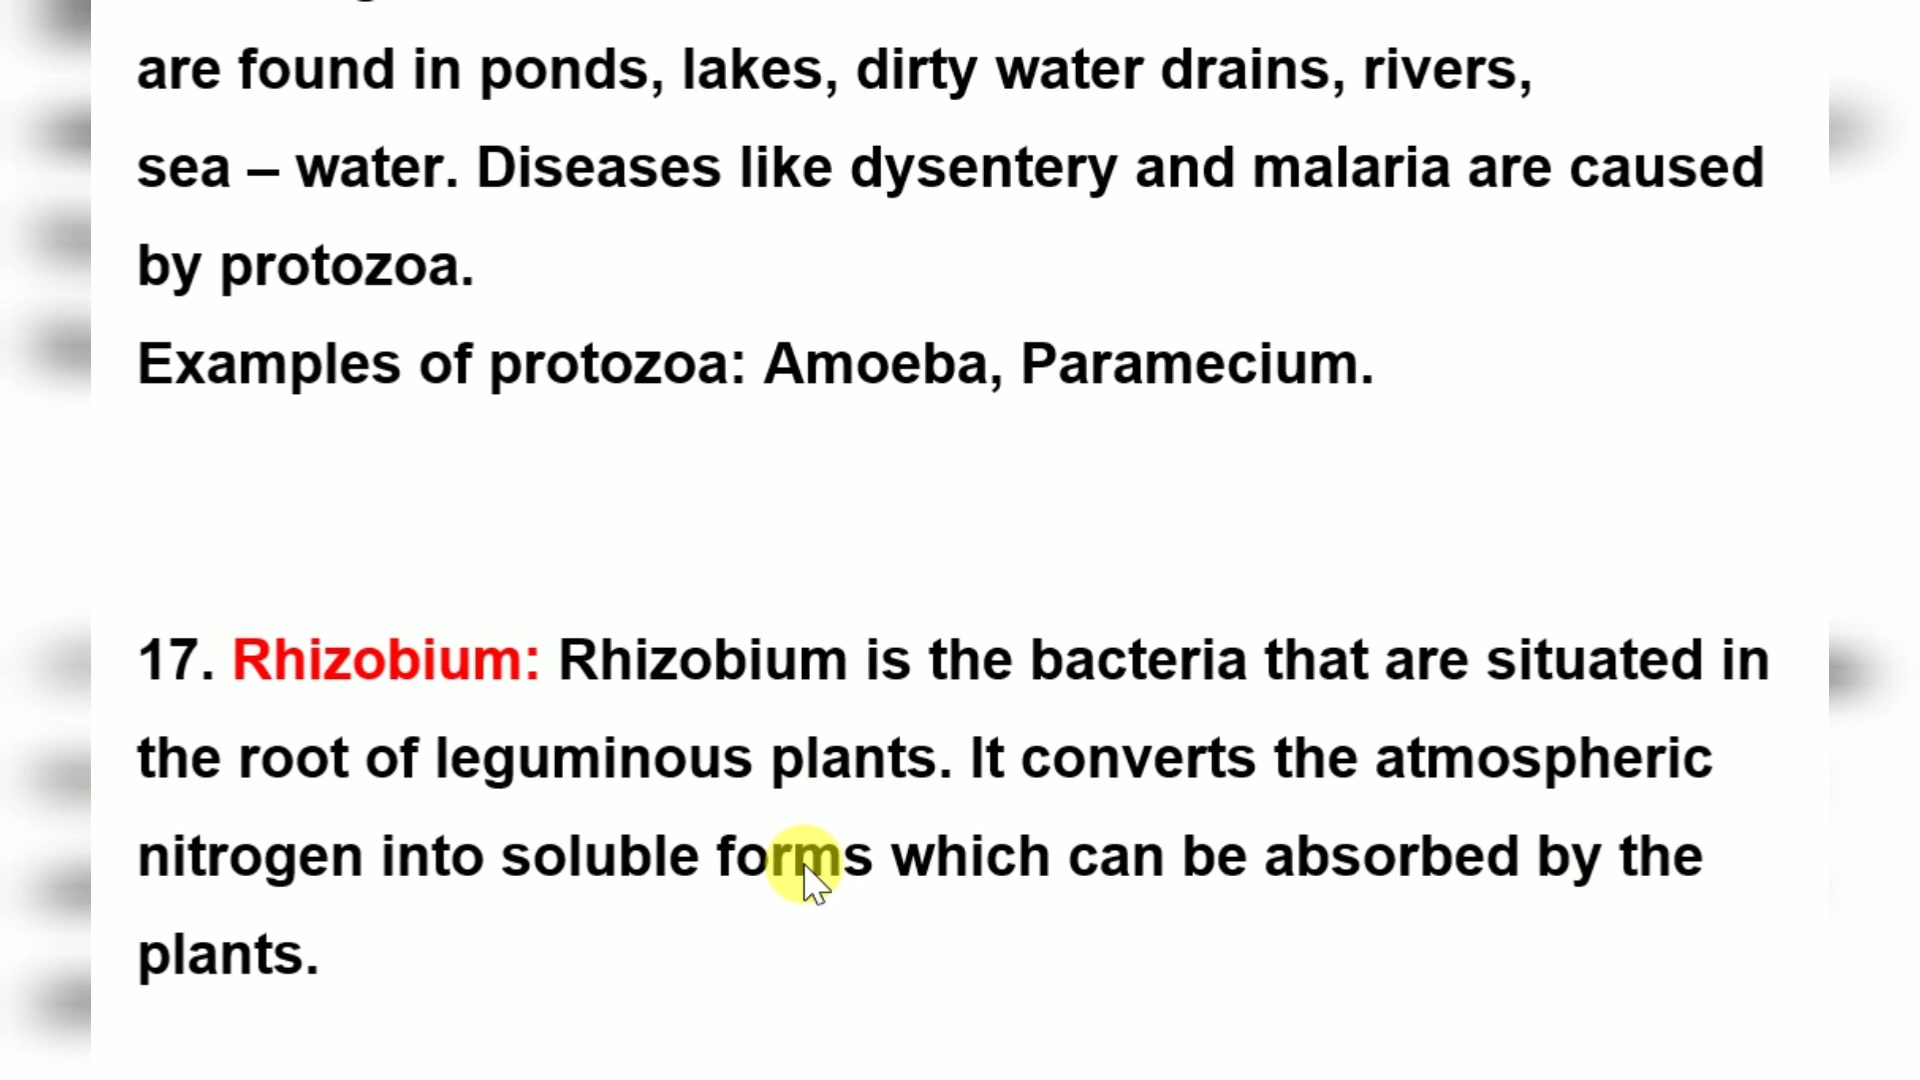 are found in ponds, lakes, dirty water drains, rivers,
sea – water. Diseases like dysentery and malaria are caused
by protozoa.
Examples of protozoa: Amoeba, Paramecium.
17. Rhizobium: Rhizobium is the bacteria that are situated in
the root of leguminous plants. It converts the atmospheric
nitrogen into soluble forms which can be absorbed by the
plants.